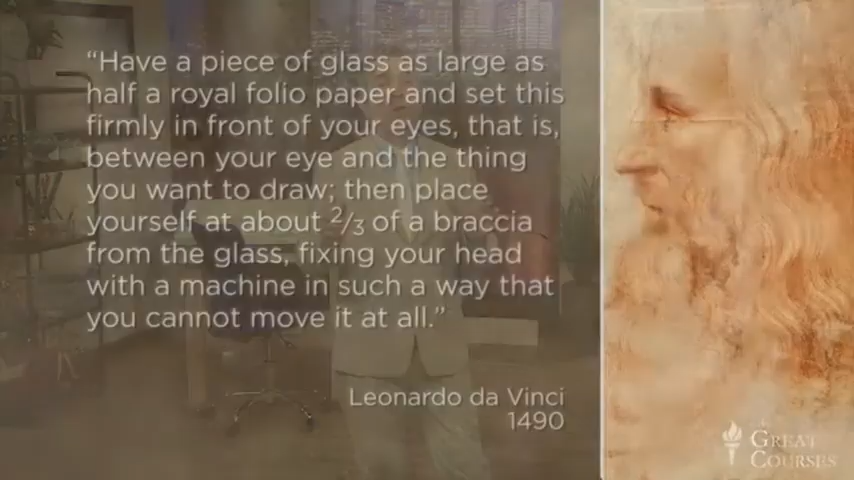 “Have a piece of glass as large as
half a royal folio paper and set this
firmly in front of your eyes, that is,
between your eye and the thing
you want to draw; then place
yourself at about 2/3 of a braccia
from the glass, fixing your head
with a machine in such a way that
you cannot move it at all.”
Leonardo da Vinci
1490
THE
GREAT
COURSES